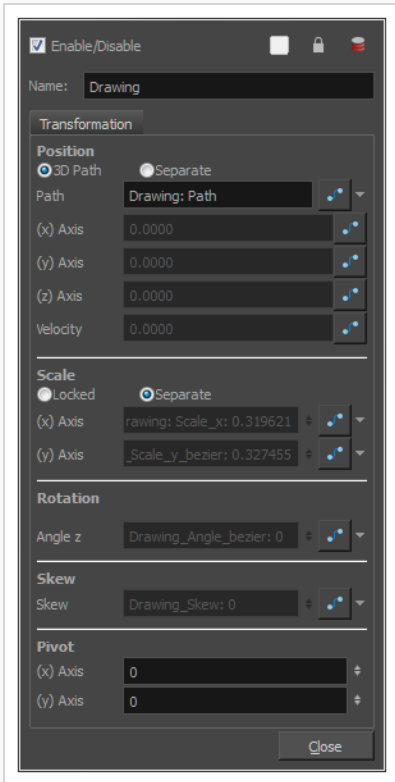 Enable/Disable
Name: Drawing
Transformation
Position
3D Path Separate
Path Drawing: Path
(x) Axis 0.0000
(y) Axis 0.0000
(z) Axis 0.0000
Velocity 0.0000
Scale
Locked Separate
(x) Axis rawing: Scale_x: 0.319621
(y) Axis _Scale_y_bezier: 0.327455
Rotation
Angle z Drawing_Angle_bezier: 0
Skew
Skew Drawing_Skew: 0
Pivot
(x) Axis 0
(y) Axis 0
Close